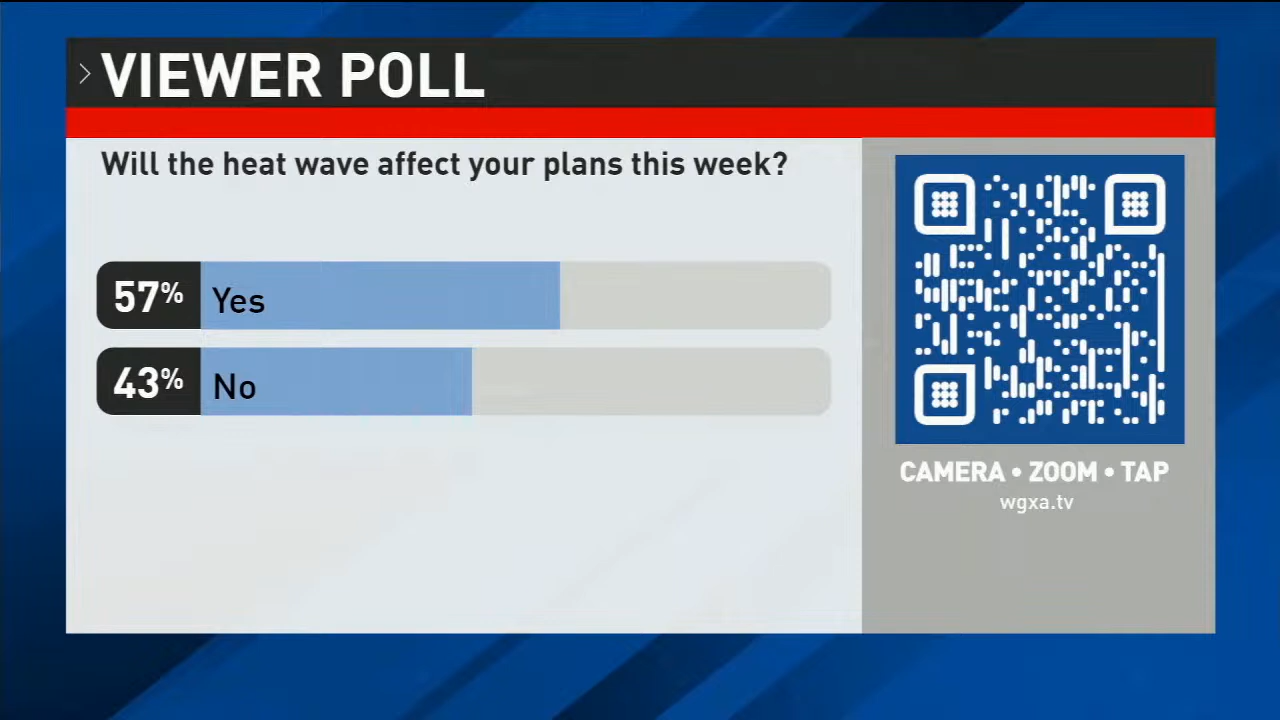 VIEWER POLL
Will the heat wave affect your plans this week?
57% Yes
43% No
CAMERA • ZOOM • TAP
wgxa.tv